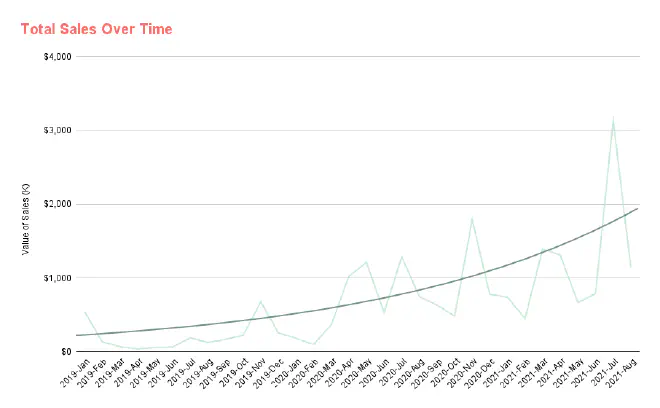 Total Sales Over Time
$4,000
$3,000
$2,000
$1,000
$0
Value of Sales (K)
2019-Jan
2019-Feb
2019-Mar
2019-Apr
2019-May
2019-Jun
2019-Jul
2019-Aug
2019-Sep
2019-Oct
2019-Nov
2019-Dec
2020-Jan
2020-Feb
2020-Mar
2020-Apr
2020-May
2020-Jun
2020-Jul
2020-Aug
2020-Sep
2020-Oct
2020-Nov
2020-Dec
2021-Jan
2021-Feb
2021-Mar
2021-Apr
2021-May
2021-Jun
2021-Jul
2021-Aug